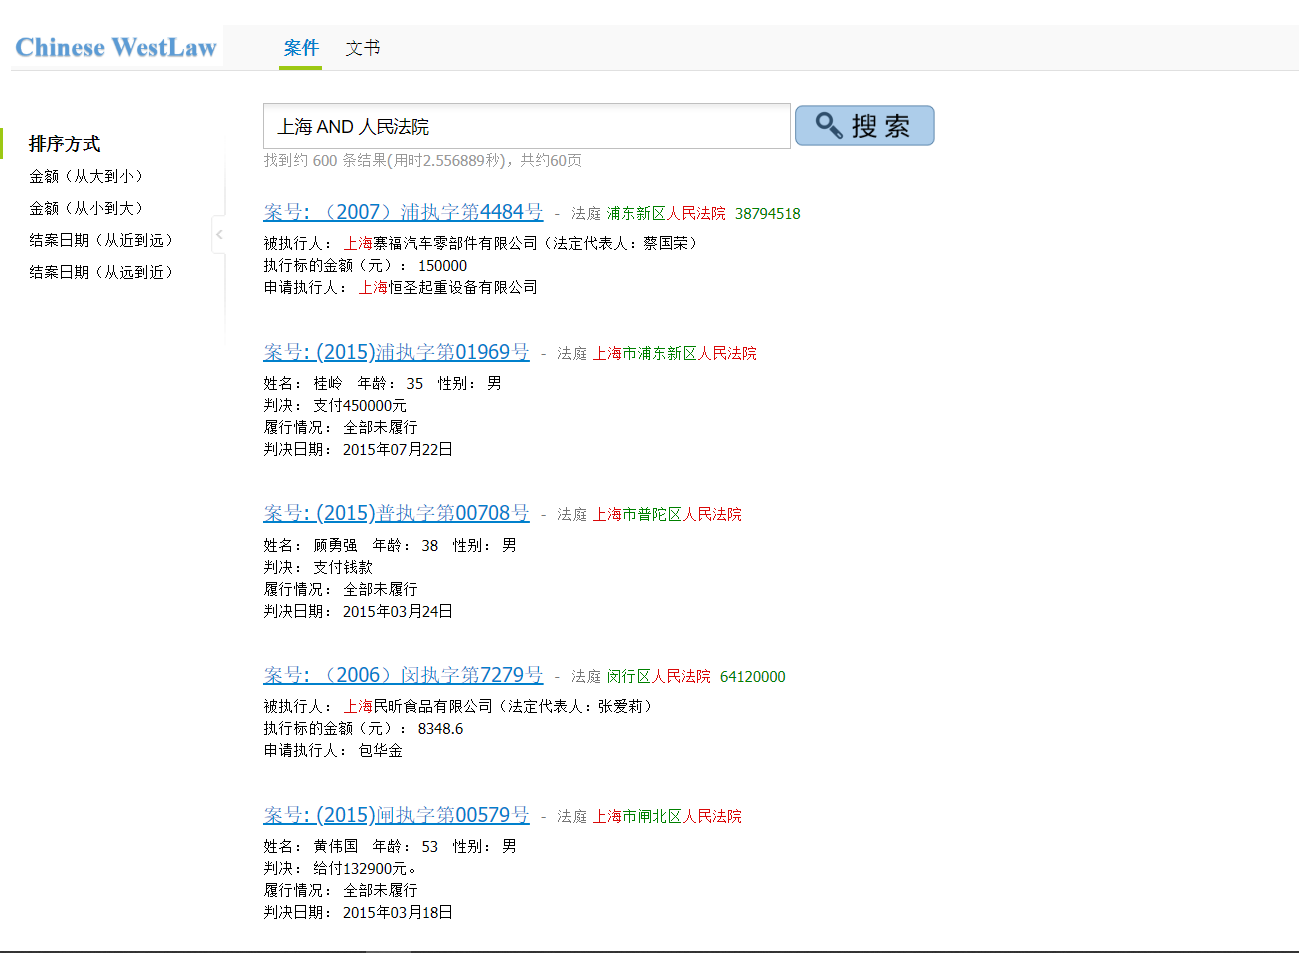 Chinese WestLaw
案件 文书
排序方式
金额（从大到小）
金额（从小到大）
结案日期（从近到远）
结案日期（从远到近）
上海 AND 人民法院
搜 索
找到约 600 条结果(用时2.556889秒)，共约60页
案号: （2007）浦执字第4484号 - 法庭 浦东新区人民法院 38794518
被执行人： 上海寨福汽车零部件有限公司（法定代表人：蔡国荣）
执行标的金额（元）： 150000
申请执行人： 上海恒圣起重设备有限公司
案号: (2015)浦执字第01969号 - 法庭 上海市浦东新区人民法院
姓名： 桂岭 年龄： 35 性别： 男
判决： 支付450000元
履行情况： 全部未履行
判决日期： 2015年07月22日
案号: (2015)普执字第00708号 - 法庭 上海市普陀区人民法院
姓名： 顾勇强 年龄： 38 性别： 男
判决： 支付钱款
履行情况： 全部未履行
判决日期： 2015年03月24日
案号: （2006）闵执字第7279号 - 法庭 闵行区人民法院 64120000
被执行人： 上海民昕食品有限公司（法定代表人：张爱莉）
执行标的金额（元）： 8348.6
申请执行人： 包华金
案号: (2015)闸执字第00579号 - 法庭 上海市闸北区人民法院
姓名： 黄伟国 年龄： 53 性别： 男
判决： 给付132900元。
履行情况： 全部未履行
判决日期： 2015年03月18日